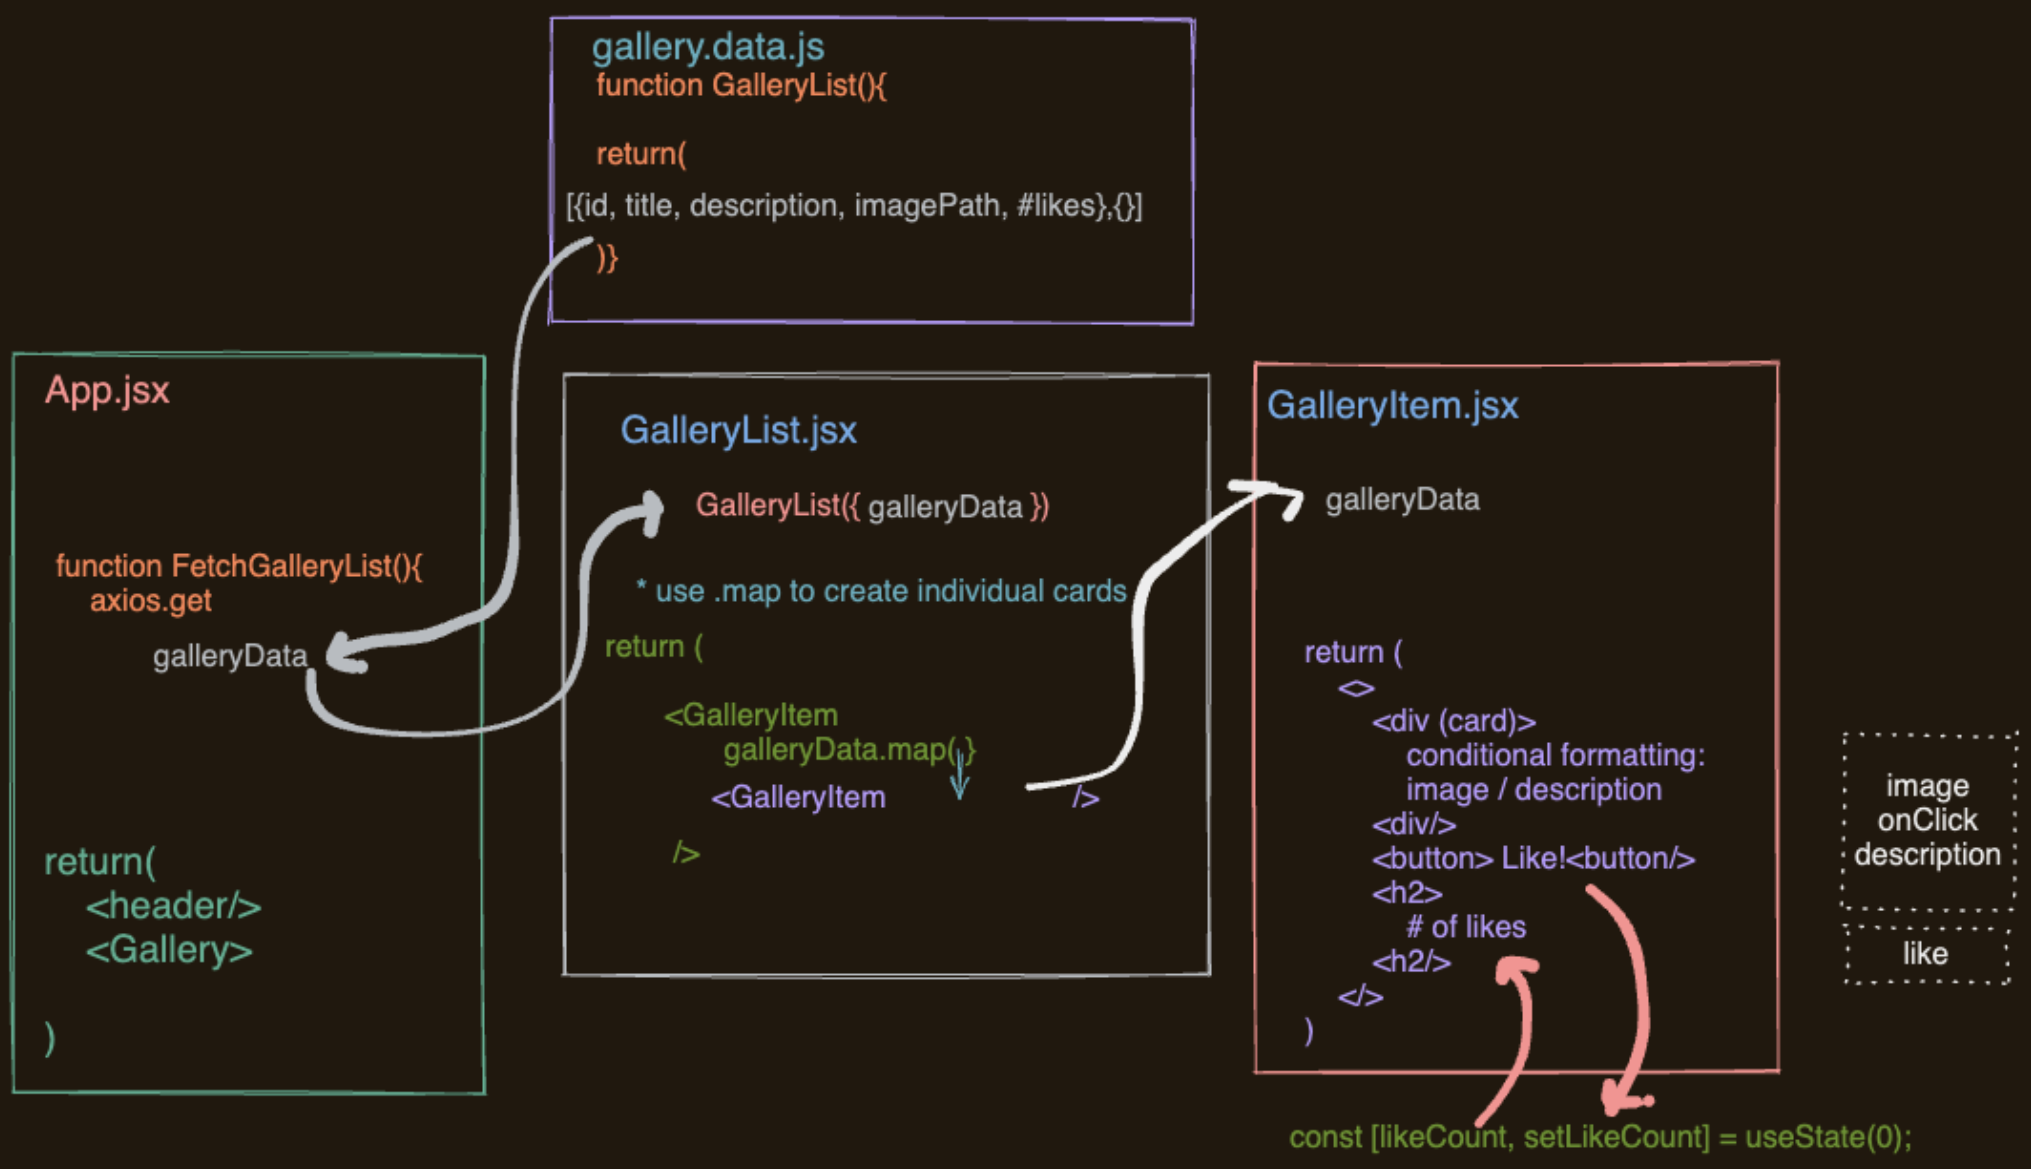 gallery.data.js
function GalleryList(){
return(
[{id, title, description, imagePath, #likes},{}]
)}
App.jsx
function FetchGalleryList(){
axios.get
galleryData
return(
<header/>
<Gallery>
)
GalleryList.jsx
GalleryList({ galleryData })
* use .map to create individual cards
return (
<GalleryItem
galleryData.map( }
<GalleryItem />
/>
GalleryItem.jsx
galleryData
return (
<>
<div (card)>
conditional formatting:
image / description
<div/>
<button> Like!<button/>
<h2>
# of likes
<h2/>
</>
)
const [likeCount, setLikeCount] = useState(0);
image
onClick
description
like